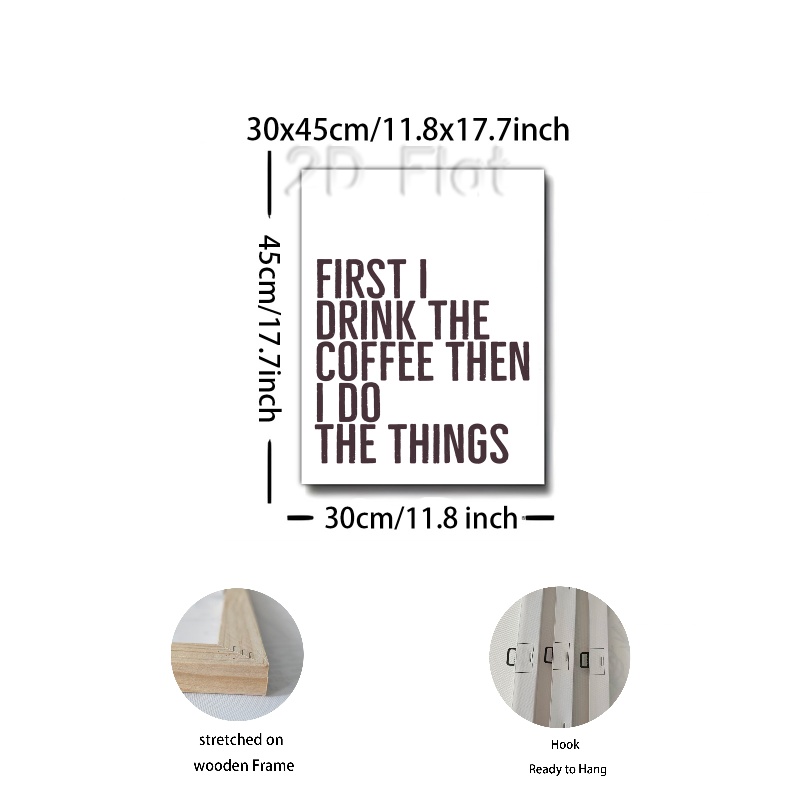 30x45cm/11.8x17.7inch
2D Flat
45cm/17.7inch
FIRST I
DRINK THE
COFFEE THEN
I DO
THE THINGS
30cm/11.8 inch
stretched on
wooden Frame
Hook
Ready to Hang